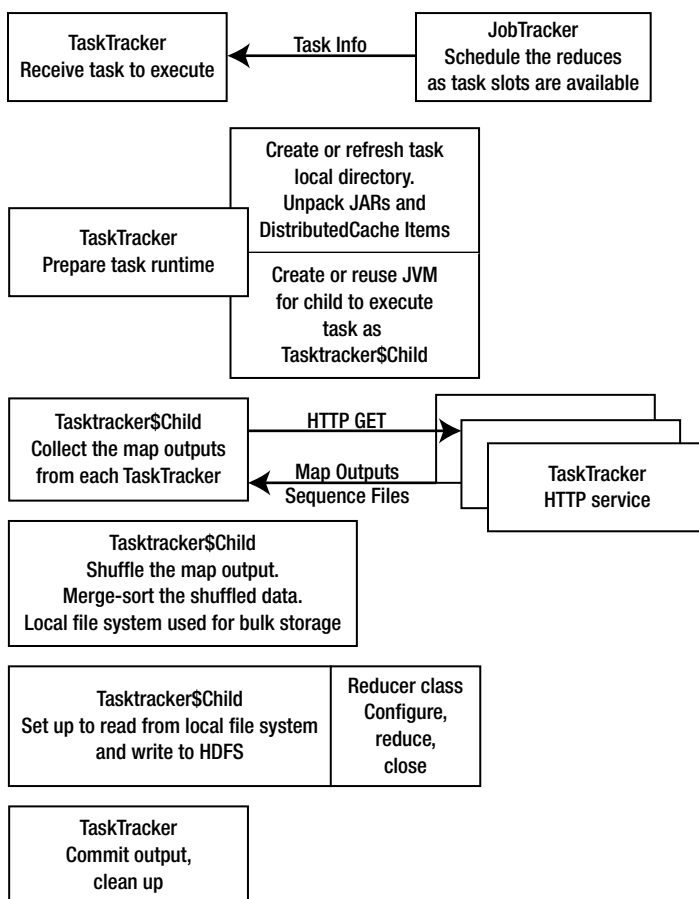 TaskTracker
Receive task to execute
Task Info
JobTracker
Schedule the reduces
as task slots are available
Create or refresh task
local directory.
Unpack JARs and
DistributedCache Items
TaskTracker
Prepare task runtime
Create or reuse JVM
for child to execute
task as
Tasktracker$Child
Tasktracker$Child
Collect the map outputs
from each TaskTracker
HTTP GET
Map Outputs
Sequence Files
TaskTracker
HTTP service
Tasktracker$Child
Shuffle the map output.
Merge-sort the shuffled data.
Local file system used for bulk storage
Tasktracker$Child
Set up to read from local file system
and write to HDFS
Reducer class
Configure,
reduce,
close
TaskTracker
Commit output,
clean up